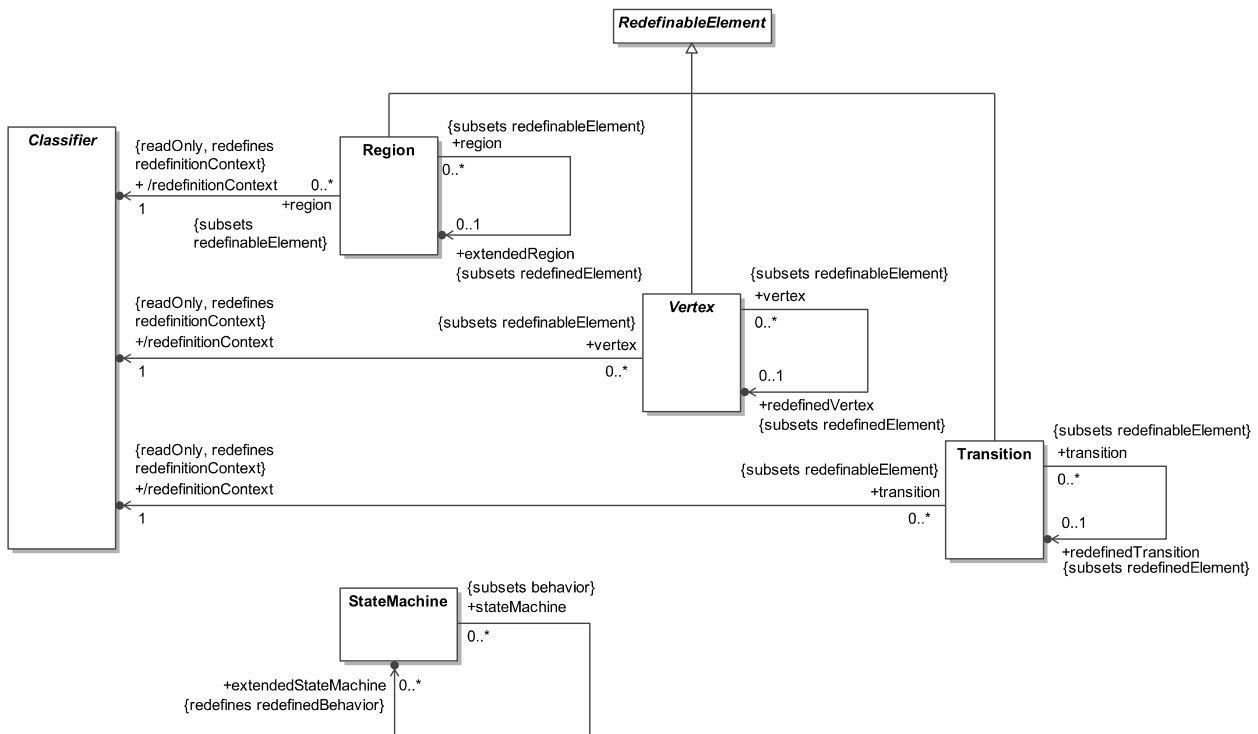 RedefinableElement
Classifier
{readOnly, redefines
redefinitionContext}
+ /redefinitionContext
1
0..*
+region
{subsets
redefinableElement}
Region
{subsets redefinableElement}
+region
0..*
0..1
+extendedRegion
{subsets redefinedElement}
{readOnly, redefines
redefinitionContext}
+/redefinitionContext
1
{subsets redefinableElement}
+vertex
0..*
Vertex
{subsets redefinableElement}
+vertex
0..*
0..1
+redefinedVertex
{subsets redefinedElement}
{readOnly, redefines
redefinitionContext}
+/redefinitionContext
1
{subsets redefinableElement}
+transition
0..*
Transition
{subsets redefinableElement}
+transition
0..*
0..1
+redefinedTransition
{subsets redefinedElement}
StateMachine
{subsets behavior}
+stateMachine
0..*
+extendedStateMachine
0..*
{redefines redefinedBehavior}